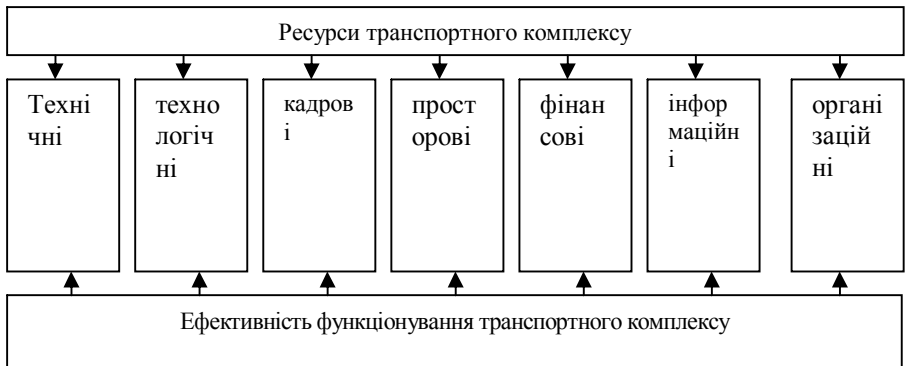 Ресурси транспортного комплексу
Техні
чні
техно
логіч
ні
кадров
і
прост
орові
фінан
сові
інфор
маційн
і
органі
зацій
ні
Ефективність функціонування транспортного комплексу